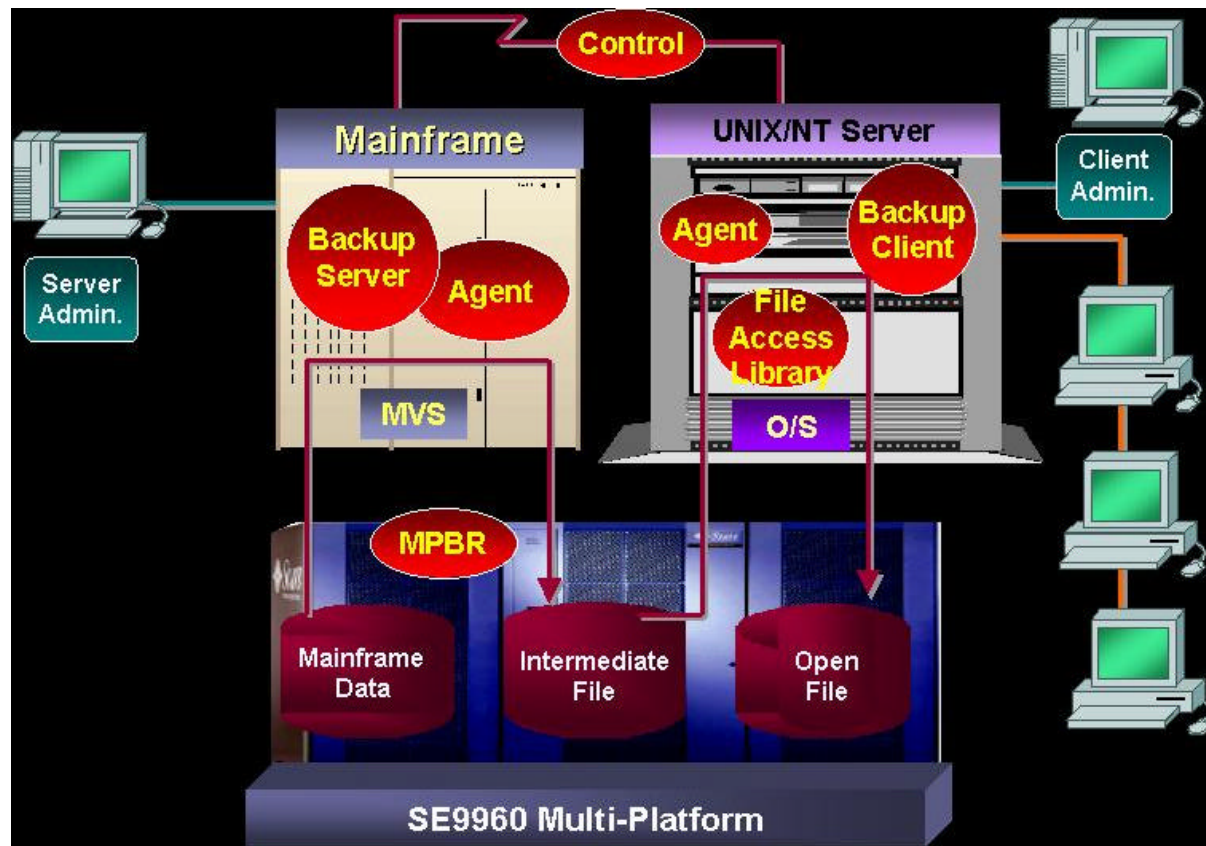 Control
Mainframe
UNIX/NT Server
Client
Admin.
Backup
Server
Agent
Agent
Backup
Client
Server
Admin.
File
Access
Library
MVS
O/S
MPBR
Sun
Mainframe
Data
Intermediate
File
Open
File
SE9960 Multi-Platform